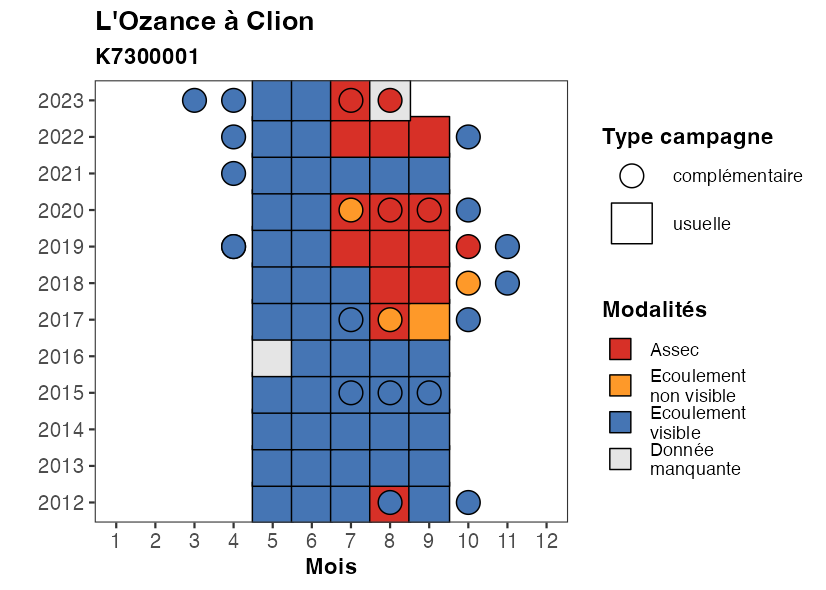 L'Ozance à Clion
K7300001
2023
2022
2021
2020
2019
2018
2017
2016
2015
2014
2013
2012
1 2 3 4 5 6 7 8 9 10 11 12
Mois
Type campagne
complémentaire
usuelle
Modalités
Assec
Ecoulement
non visible
Ecoulement
visible
Donnée
manquante